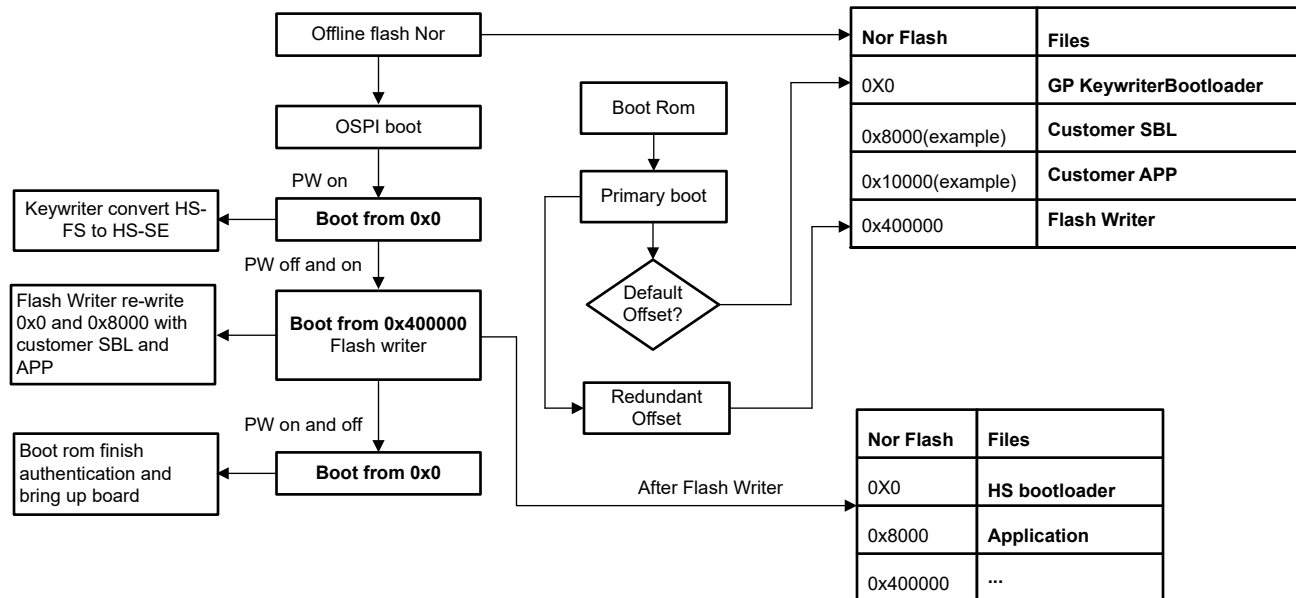 Offline flash Nor
OSPI boot
PW on
Boot from 0x0
Keywriter convert HS-
FS to HS-SE
PW off and on
Flash Writer re-write
0x0 and 0x8000 with
customer SBL and
APP
Boot from 0x400000
Flash writer
PW on and off
Boot rom finish
authentication and
bring up board
Boot from 0x0
Boot Rom
Primary boot
Default
Offset?
Redundant
Offset
After Flash Writer
Nor Flash Files
0X0 GP KeywriterBootloader
0x8000(example) Customer SBL
0x10000(example) Customer APP
0x400000 Flash Writer
Nor Flash Files
0X0 HS bootloader
0x8000 Application
0x400000 ...